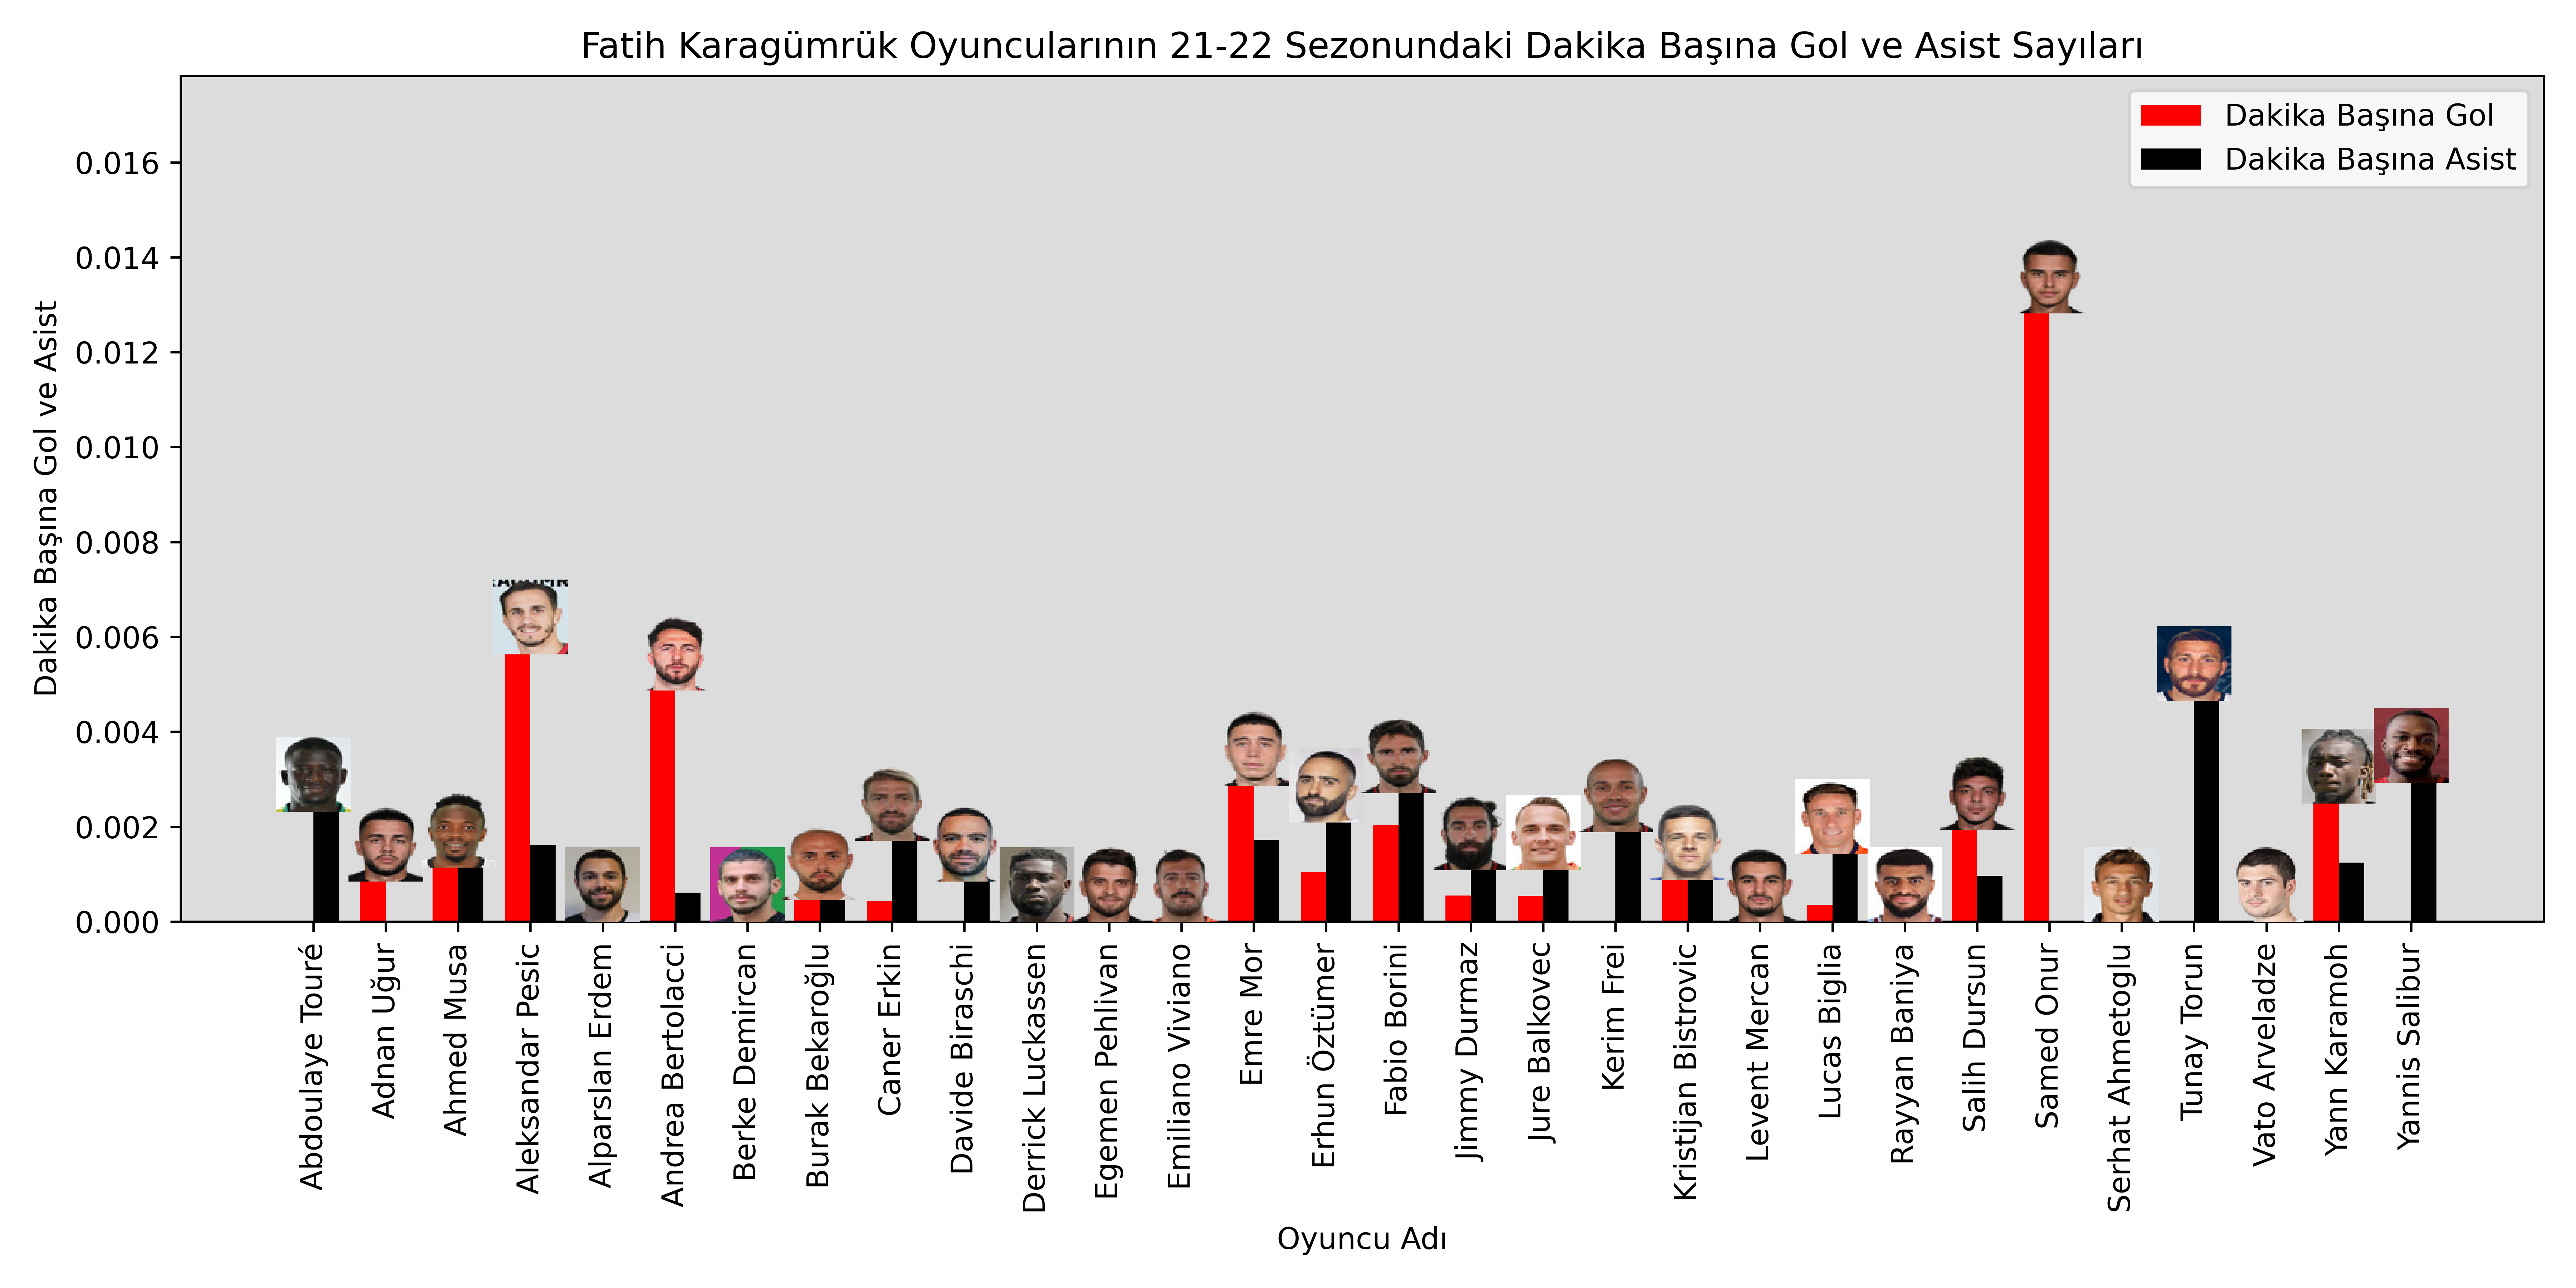 Fatih Karagümrük Oyuncularının 21-22 Sezonundaki Dakika Başına Gol ve Asist Sayıları
Dakika Başına Gol
Dakika Başına Asist
Dakika Başına Gol ve Asist
0.016
0.014
0.012
0.010
0.008
0.006
0.004
0.002
0.000
Abdoulaye Touré
Adnan Uğur
Ahmed Musa
Aleksandar Pesic
Alparslan Erdem
Andrea Bertolacci
Berke Demircan
Burak Bekaroğlu
Caner Erkin
Davide Biraschi
Derrick Luckassen
Egemen Pehlivan
Emiliano Viviano
Emre Mor
Erhun Öztümer
Fabio Borini
Jimmy Durmaz
Jure Balkovec
Kerim Frei
Kristijan Bistrovic
Levent Mercan
Lucas Biglia
Rayyan Baniya
Salih Dursun
Samed Onur
Serhat Ahmetoglu
Tunay Torun
Vato Arveladze
Yann Karamoh
Yannis Salibur
Oyuncu Adı